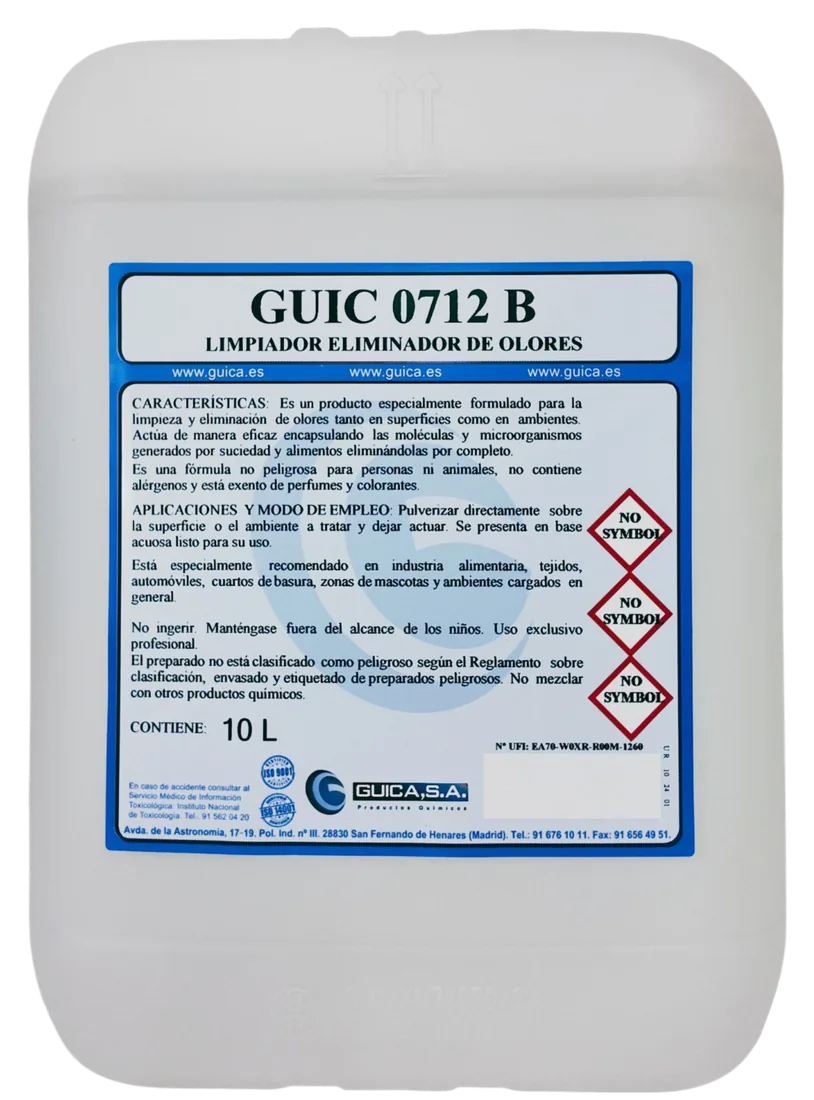 GUIC 0712 B
LIMPIADOR ELIMINADOR DE OLORES
www.guica.es www.guica.es www.guica.es
CARACTERÍSTICAS: Es un producto especialmente formulado para la
limpieza y eliminación de olores tanto en superficies como en ambientes.
Actúa de manera eficaz encapsulando las moléculas y microorganismos
generados por suciedad y alimentos eliminándolas por completo.
Es una fórmula no peligrosa para personas ni animales, no contiene
alérgenos y está exento de perfumes y colorantes.
APLICACIONES Y MODO DE EMPLEO: Pulverizar directamente sobre
la superficie o el ambiente a tratar y dejar actuar. Se presenta en base
acuosa listo para su uso.
Está especialmente recomendado en industria alimentaria, tejidos,
automóviles, cuartos de basura, zonas de mascotas y ambientes cargados en
general.
No ingerir. Manténgase fuera del alcance de los niños. Uso exclusivo
profesional.
El preparado no está clasificado como peligroso según el Reglamento sobre
clasificación, envasado y etiquetado de preparados peligrosos. No mezclar
con otros productos químicos.
NO
SYMBOL
NO
SYMBOL
NO
SYMBOL
CONTIENE: 10 L
Nº UFI: EA70-W0XR-R00M-1260
UR 10 24 01
En caso de accidente consultar al
Servicio Médico de Información
Toxicológica: Instituto Nacional
de Toxicología. Tel.: 91 562 04 20
ISO 9001
ISO 14001
GUICA,S.A.
Productos Químicos
Avda. de la Astronomía, 17-19. Pol. Ind. nº III. 28830 San Fernando de Henares (Madrid). Tel.: 91 676 10 11. Fax: 91 656 49 51.